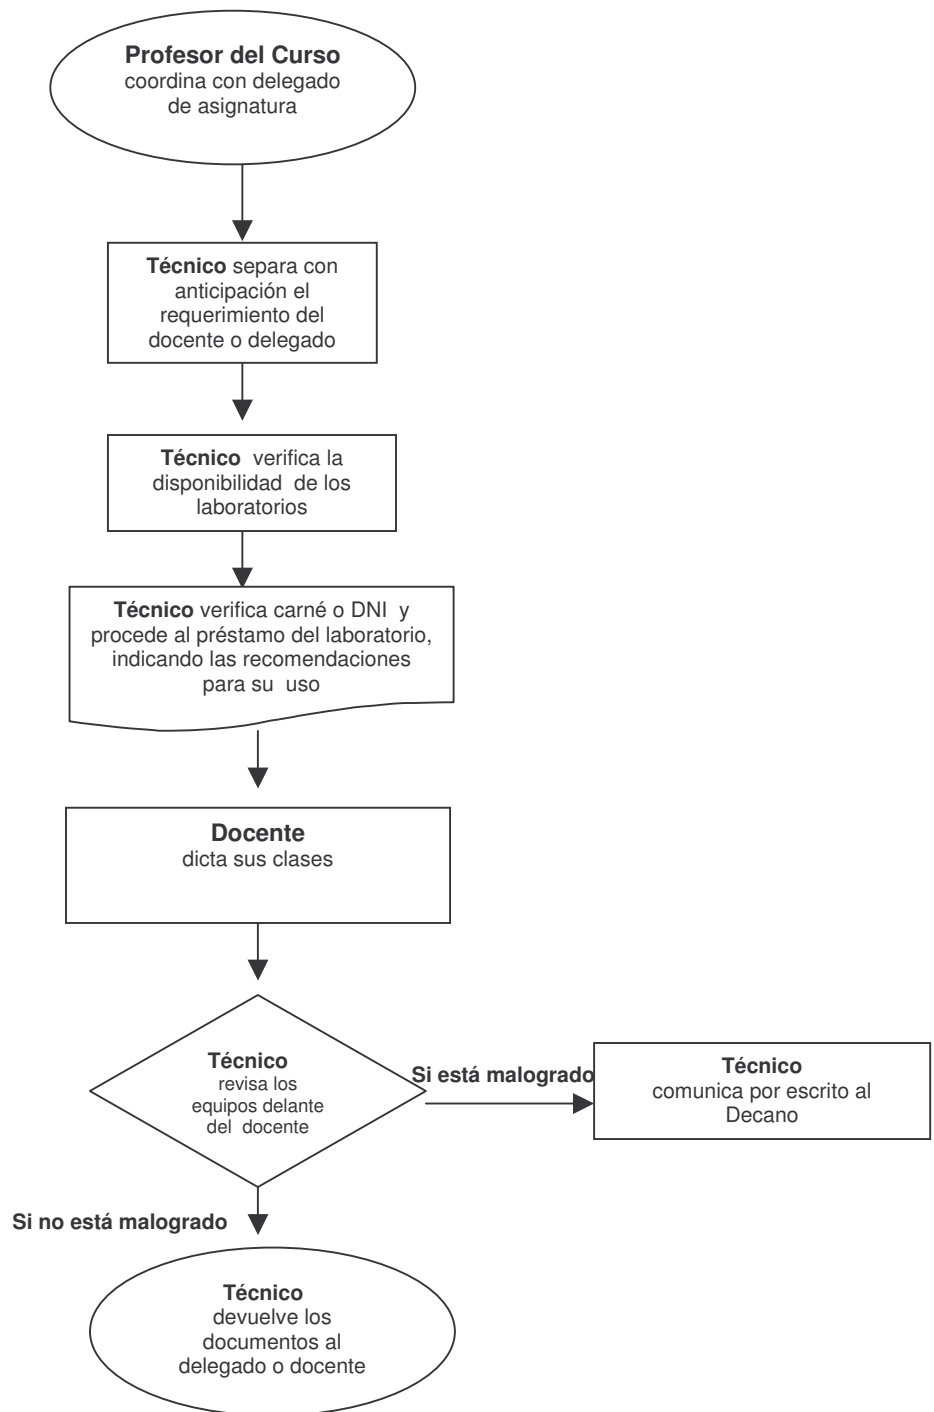 Profesor del Curso
coordina con delegado
de asignatura
Técnico separa con
anticipación el
requerimiento del
docente o delegado
Técnico  verifica la
disponibilidad  de los
laboratorios
Técnico verifica carné o DNI  y
procede al préstamo del laboratorio,
indicando las recomendaciones
para su  uso
Docente
dicta sus clases
Técnico
revisa los
equipos delante
del  docente
Si está malogrado
Técnico
comunica por escrito al
Decano
Si no está malogrado
Técnico
devuelve los
documentos al
delegado o docente